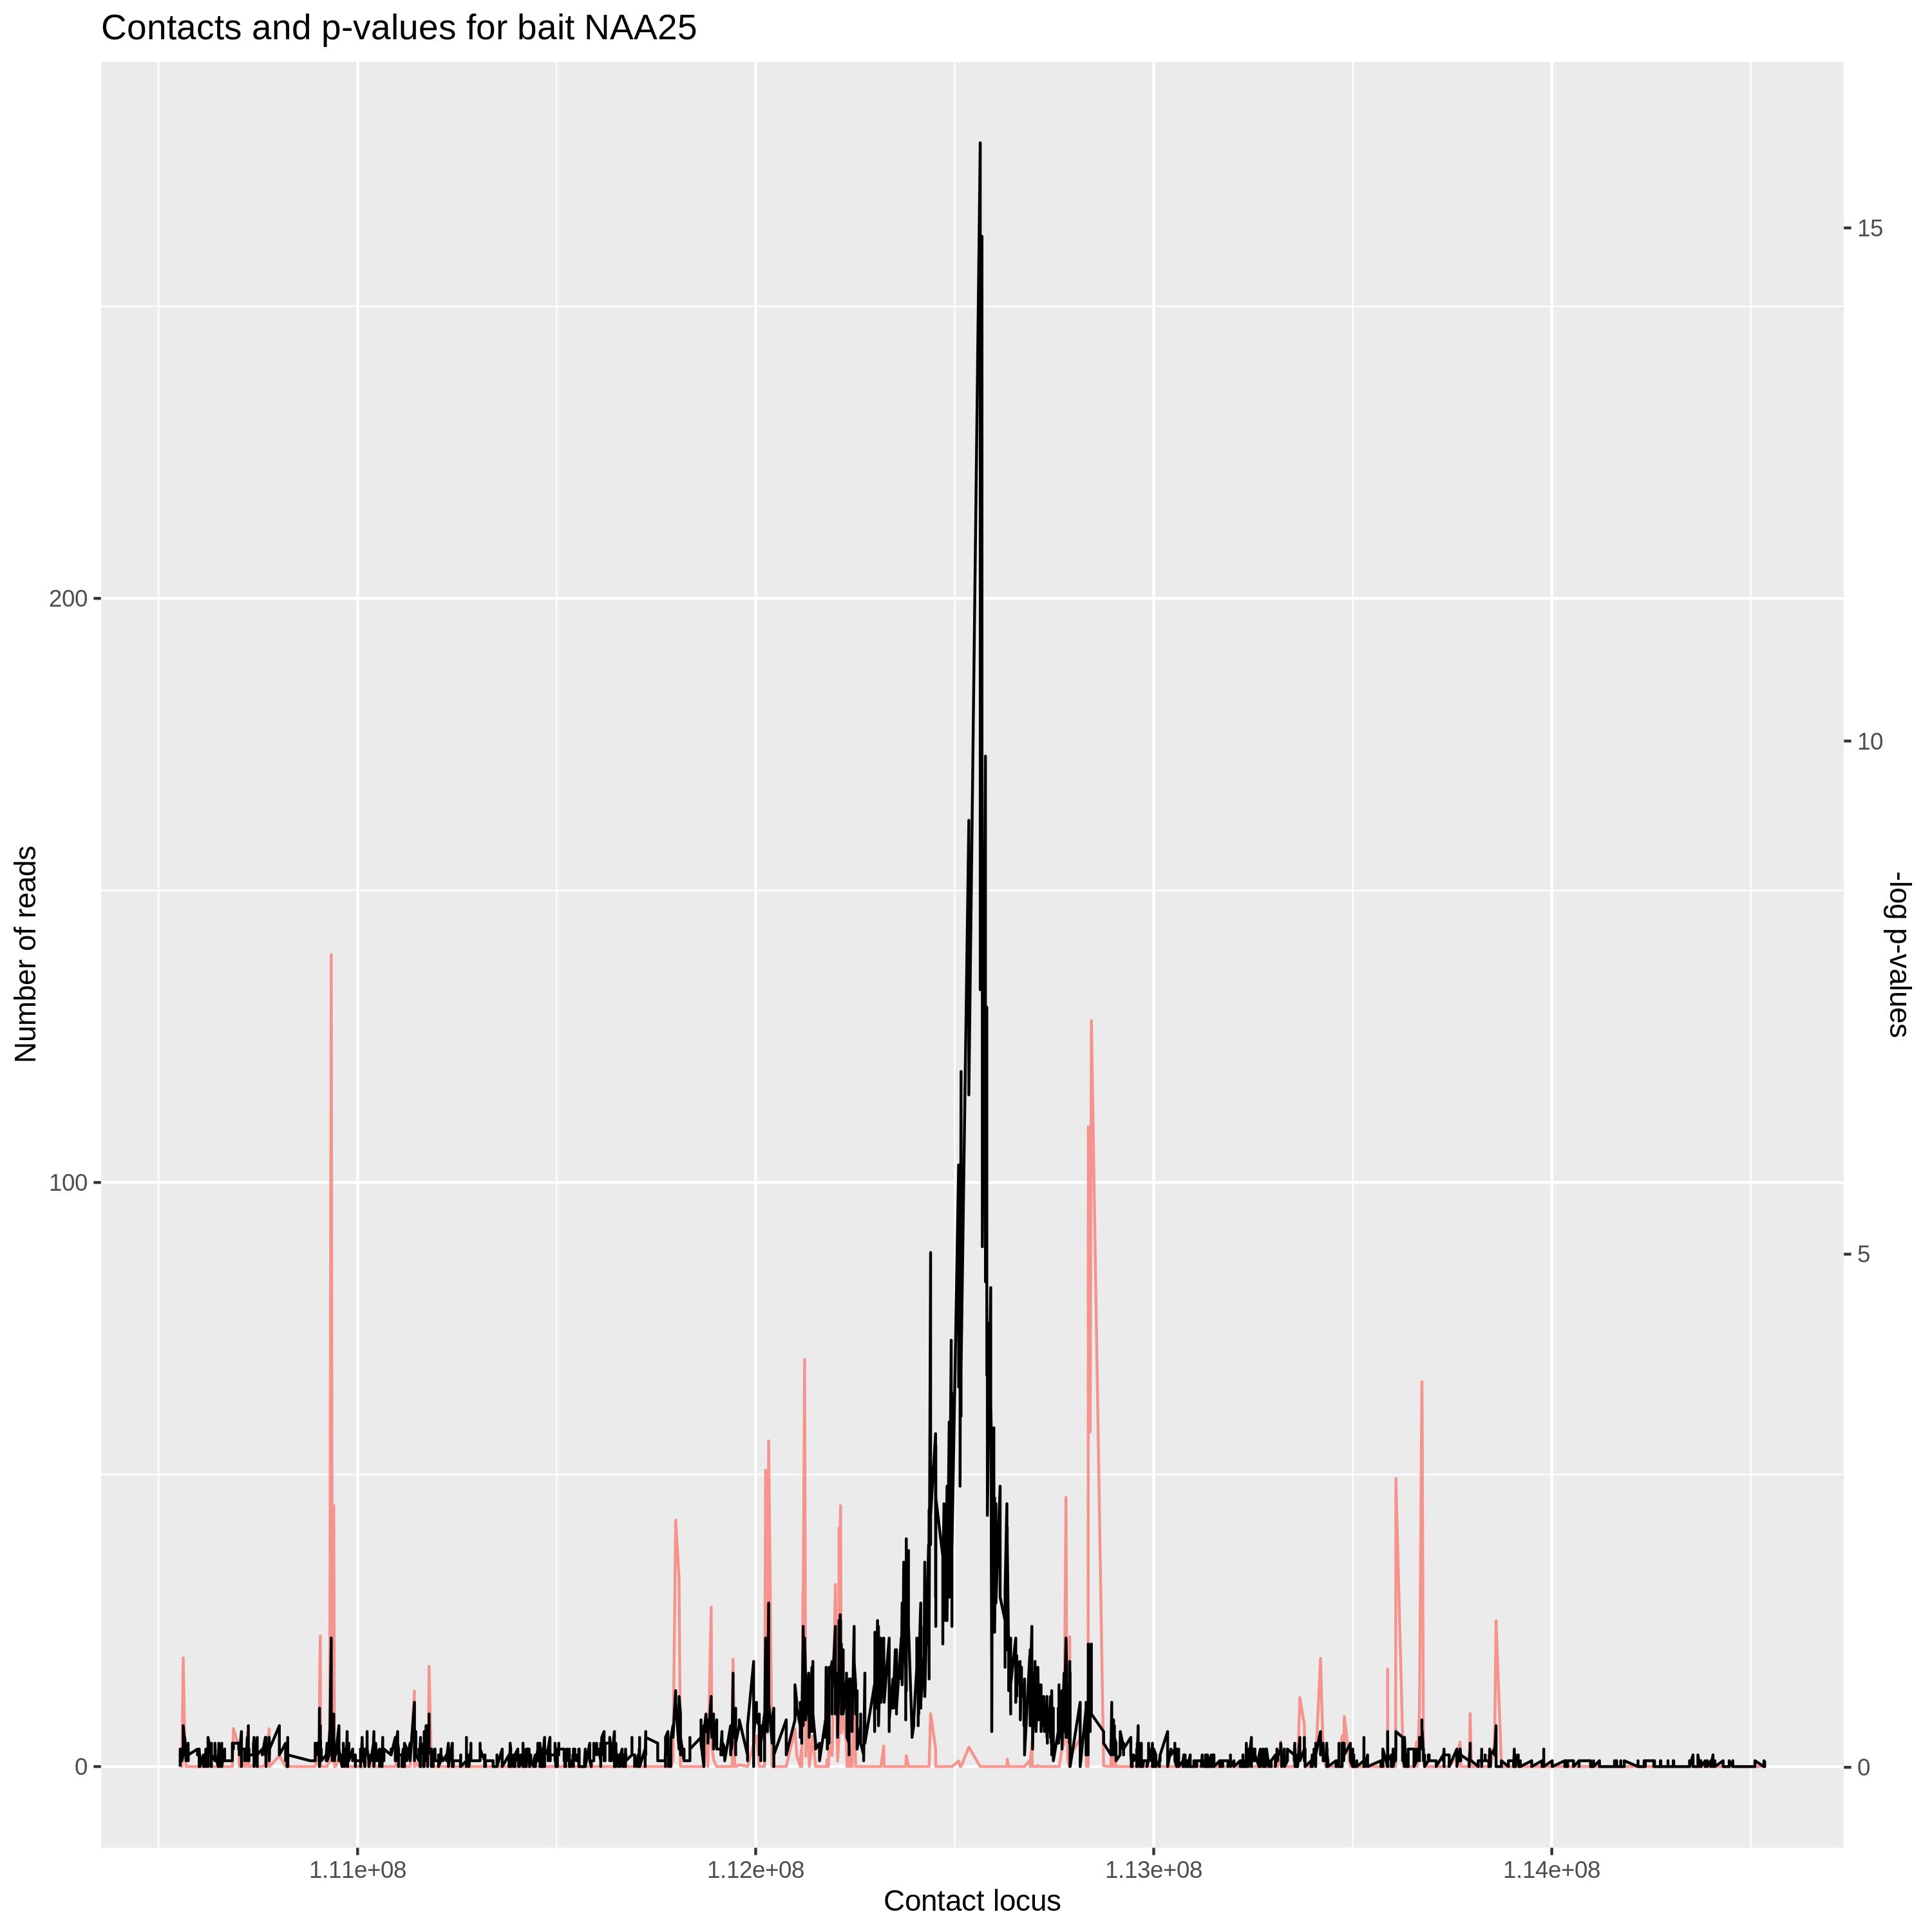 Contacts and p-values for bait NAA25
Number of reads
200
100
0
15
10
5
0
-log p-values
1.11e+08
1.12e+08
1.13e+08
1.14e+08
Contact locus